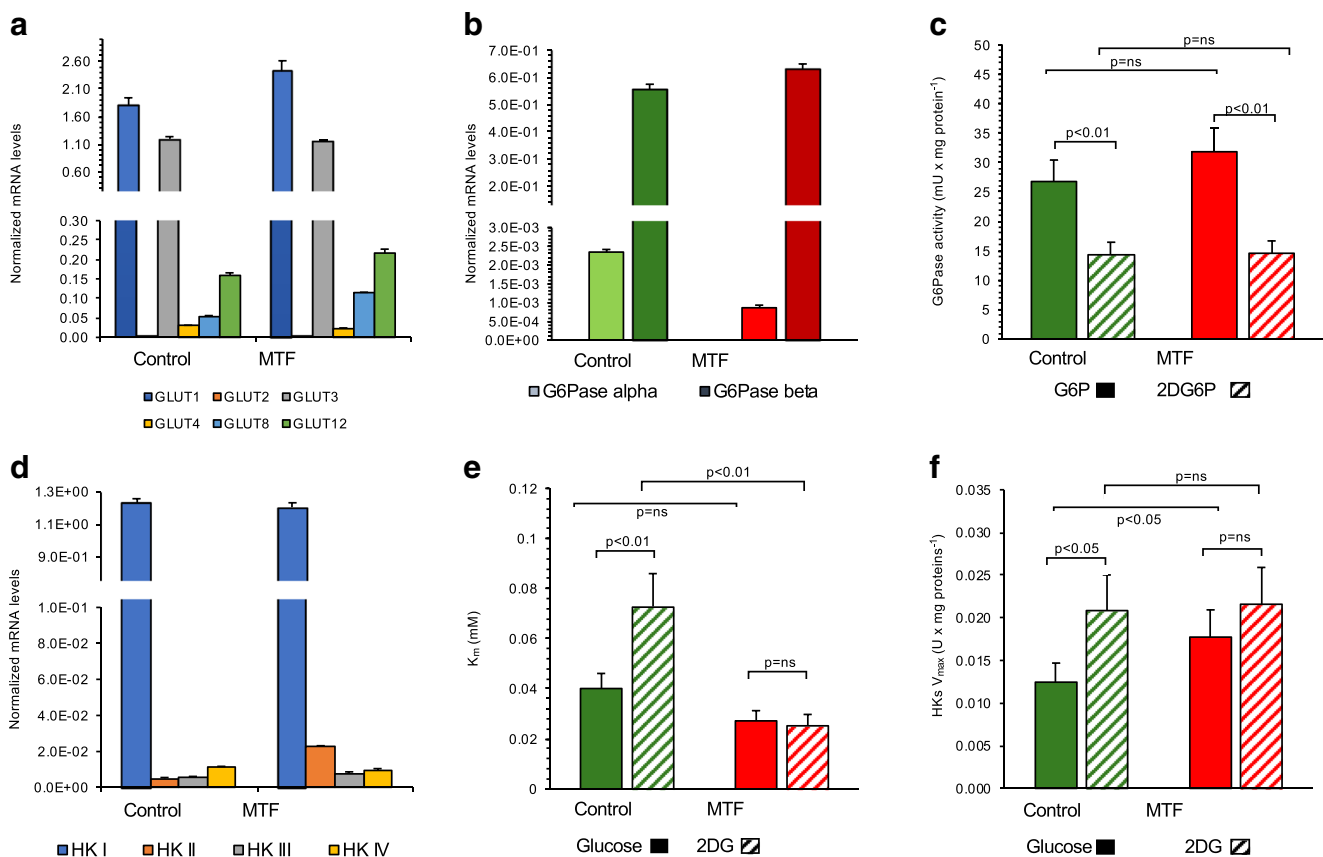 a
Normalized mRNA levels
2.60
2.10
1.60
1.10
0.60
0.30
0.25
0.20
0.15
0.10
0.05
0.00
Control MTF
GLUT1 GLUT2 GLUT3
GLUT4 GLUT8 GLUT12
b
Normalized mRNA levels
7.0E-01
6.0E-01
5.0E-01
4.0E-01
3.0E-01
2.0E-01
3.0E-03
2.5E-03
2.0E-03
1.5E-03
1.0E-03
5.0E-04
0.0E+00
Control MTF
G6Pase alpha G6Pase beta
c
G6Pase activity (mU x mg protein⁻¹)
50
45
40
35
30
25
20
15
10
5
0
p=ns
p=ns
p<0.01
p<0.01
Control MTF
G6P 2DG6P
d
Normalized mRNA levels
1.3E+00
1.1E+00
9.0E-01
1.0E-01
8.0E-02
6.0E-02
4.0E-02
2.0E-02
0.0E+00
Control MTF
HK I HK II HK III HK IV
e
Kₘ (mM)
0.12
0.1
0.08
0.06
0.04
0.02
0
p<0.01
p=ns
p<0.01
p=ns
Control MTF
Glucose 2DG
f
HKs Vmax (U x mg proteins⁻¹)
0.035
0.030
0.025
0.020
0.015
0.010
0.005
0.000
p=ns
p<0.05
p<0.05
p=ns
Control MTF
Glucose 2DG